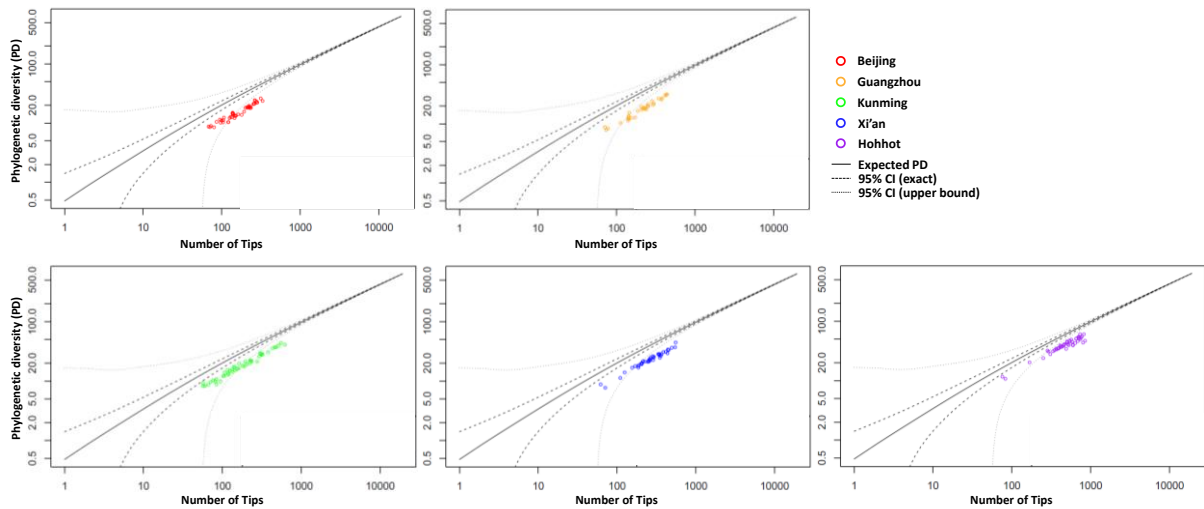 Phylogenetic diversity (PD)
500.0
100.0
20.0
5.0
2.0
0.5
1 10 100 1000 10000
Number of Tips
1 10 100 1000 10000
Number of Tips
Beijing
Guangzhou
Kunming
Xi'an
Hohhot
Expected PD
95% CI (exact)
95% CI (upper bound)
500.0
100.0
20.0
5.0
2.0
0.5
Phylogenetic diversity (PD)
500.0
100.0
20.0
5.0
2.0
0.5
1 10 100 1000 10000
Number of Tips
500.0
100.0
20.0
5.0
2.0
0.5
1 10 100 1000 10000
Number of Tips
500.0
100.0
20.0
5.0
2.0
0.5
1 10 100 1000 10000
Number of Tips